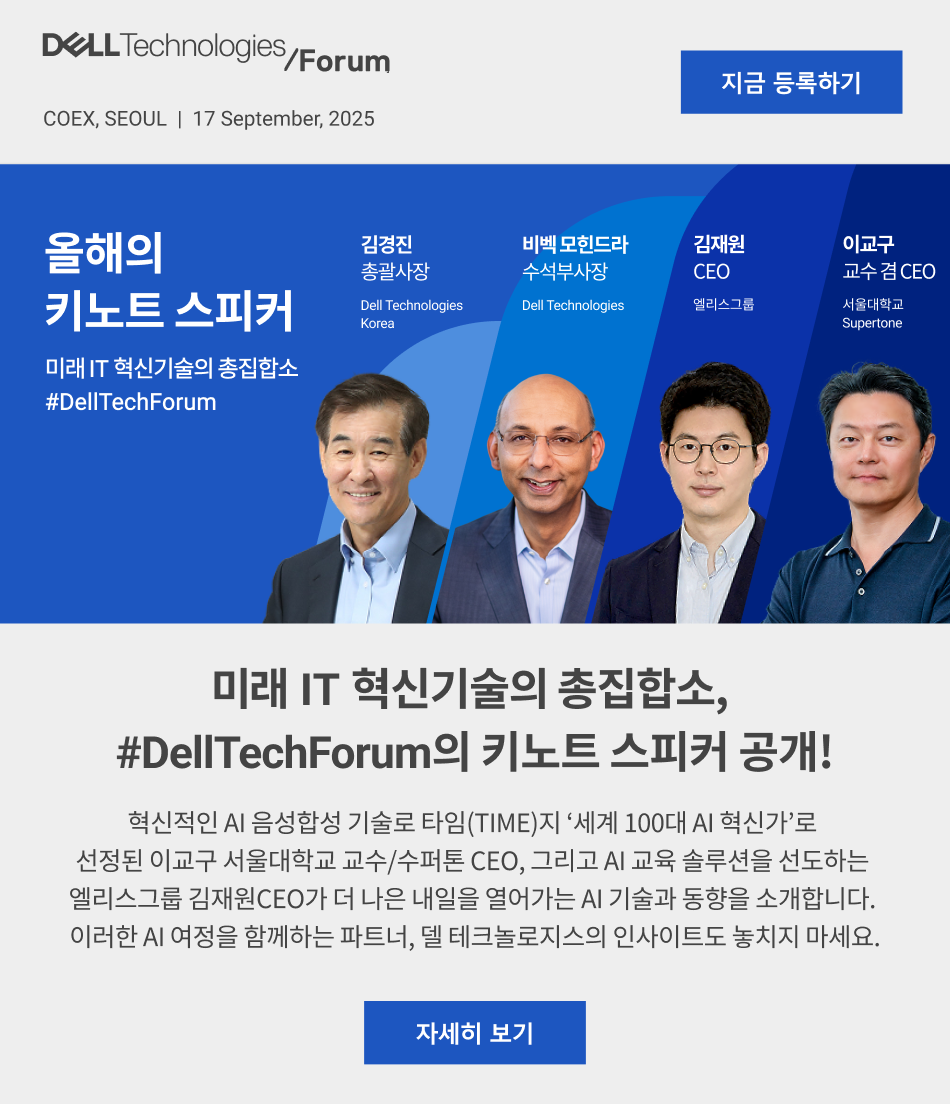 DELL Technologies /Forum
지금 등록하기
COEX, SEOUL | 17 September, 2025
올해의
키노트 스피커
미래 IT 혁신기술의 총집합소
#DellTechForum
김경진
총괄사장
Dell Technologies
Korea
비벡 모힌드라
수석부사장
Dell Technologies
김재원
CEO
엘리스그룹
이교구
교수 겸 CEO
서울대학교
Supertone
미래 IT 혁신기술의 총집합소,
#DellTechForum의 키노트 스피커 공개!
혁신적인 AI 음성합성 기술로 타임(TIME)지 ‘세계 100대 AI 혁신가’로
선정된 이교구 서울대학교 교수/수퍼톤 CEO, 그리고 AI 교육 솔루션을 선도하는
엘리스그룹 김재원CEO가 더 나은 내일을 열어가는 AI 기술과 동향을 소개합니다.
이러한 AI 여정을 함께하는 파트너, 델 테크놀로지스의 인사이트도 놓치지 마세요.
자세히 보기